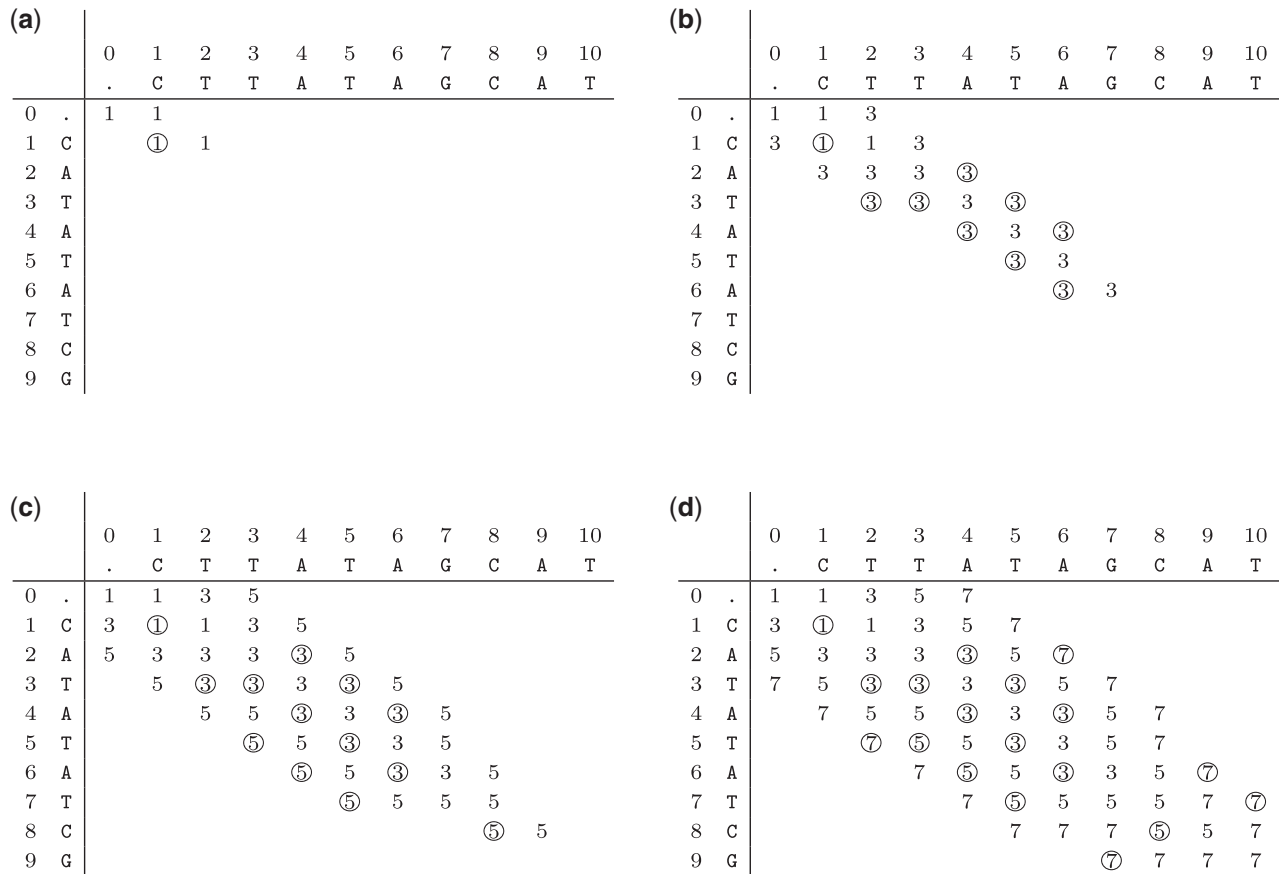 (a)
0 1 2 3 4 5 6 7 8 9 10
. C T T A T A G C A T
0 . 1 1
1 C ① 1
2 A
3 T
4 A
5 T
6 A
7 T
8 C
9 G
(b)
0 1 2 3 4 5 6 7 8 9 10
. C T T A T A G C A T
0 . 1 1 3
1 C 3 ① 1 3
2 A 3 3 3 ③
3 T ③ ③ 3 ③
4 A ③ 3 ③
5 T ③ 3
6 A ③ 3
7 T
8 C
9 G
(c)
0 1 2 3 4 5 6 7 8 9 10
. C T T A T A G C A T
0 . 1 1 3 5
1 C 3 ① 1 3 5
2 A 5 3 3 3 ③ 5
3 T 5 ③ ③ 3 ③ 5
4 A 5 5 ③ 3 ③ 5
5 T ⑤ 5 ③ 3 5
6 A ⑤ 5 ③ 3 5
7 T ⑤ 5 5 5
8 C ⑤ 5
9 G
(d)
0 1 2 3 4 5 6 7 8 9 10
. C T T A T A G C A T
0 . 1 1 3 5 7
1 C 3 ① 1 3 5 7
2 A 5 3 3 3 ③ 5 ⑦
3 T 7 5 ③ ③ 3 ③ 5 7
4 A 7 5 5 ③ 3 ③ 5 7
5 T ⑦ ⑤ 5 ③ 3 5 7
6 A 7 ⑤ 5 ③ 3 5 ⑦
7 T 7 ⑤ 5 5 5 7 ⑦
8 C 7 7 7 ⑤ 5 7
9 G ⑦ 7 7 7